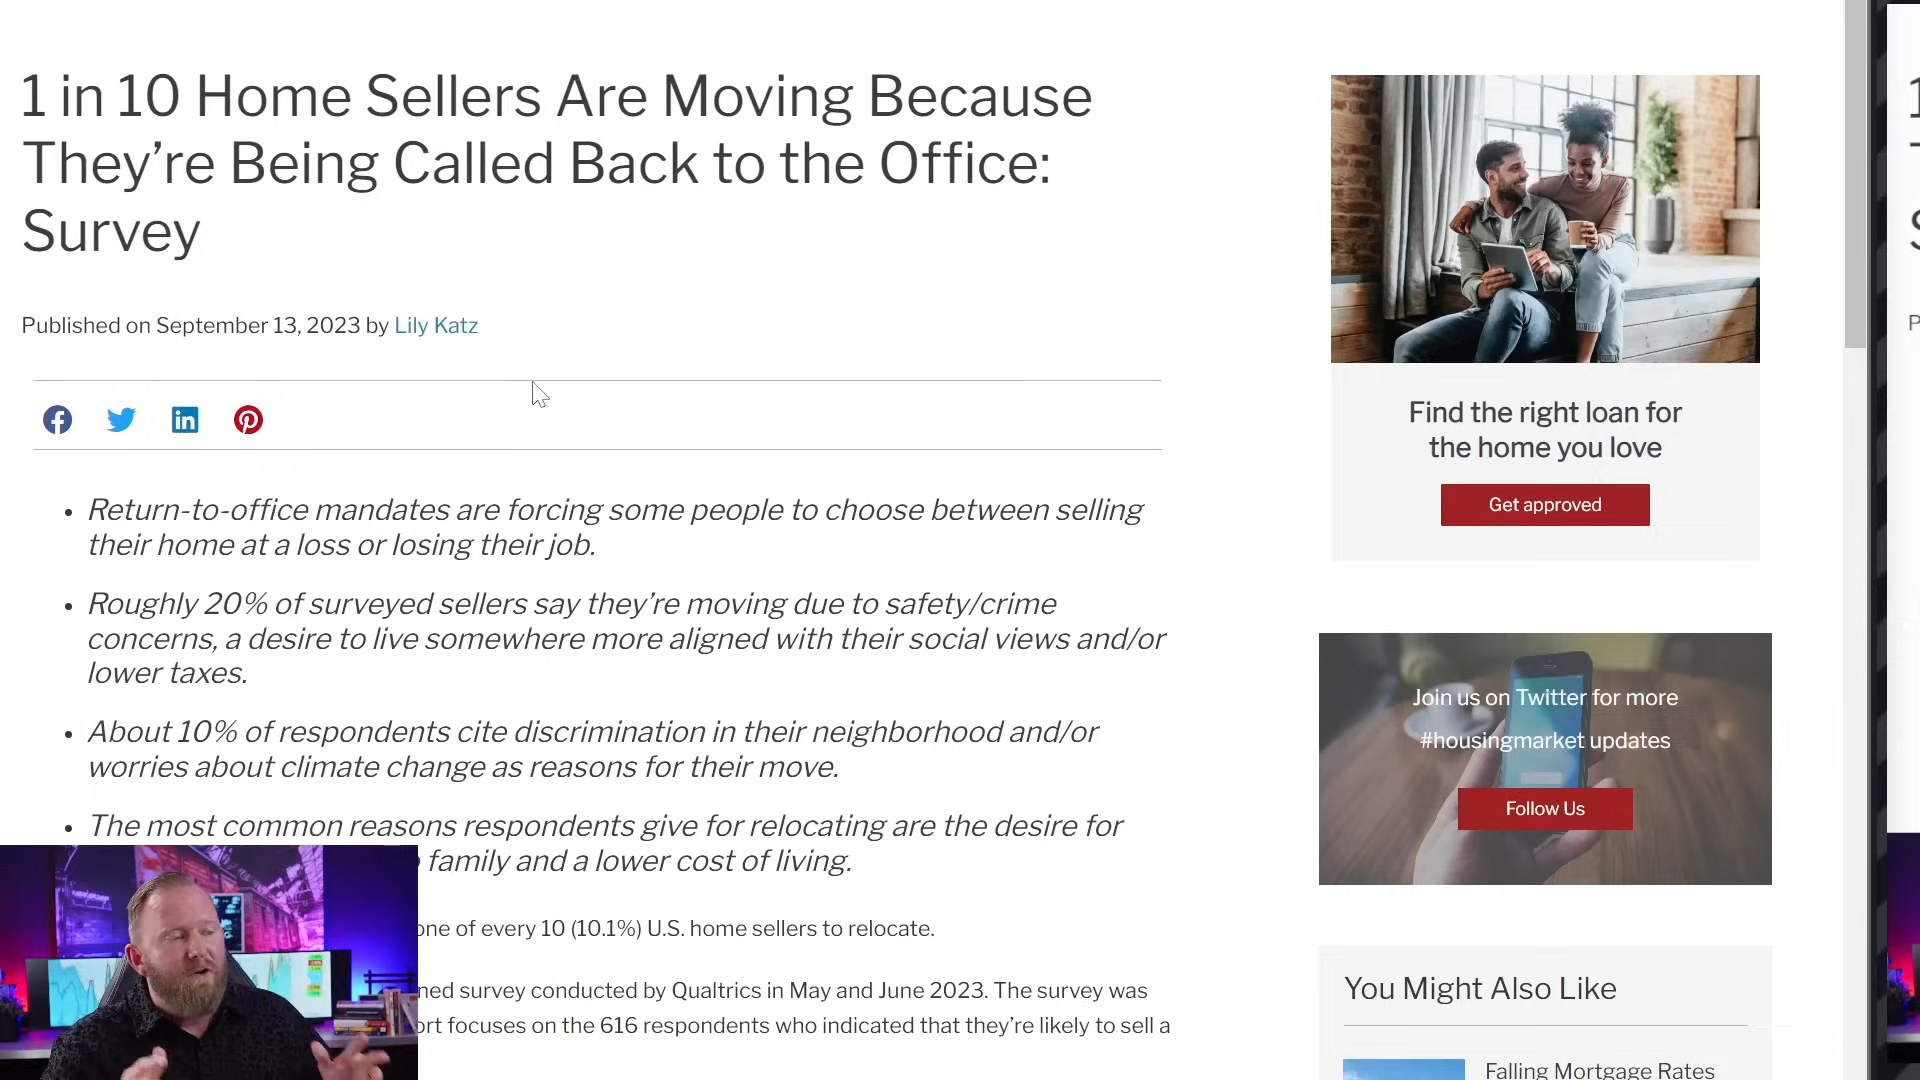 1 in 10 Home Sellers Are Moving Because
They’re Being Called Back to the Office:
Survey
Published on September 13, 2023 by Lily Katz
Return-to-office mandates are forcing some people to choose between selling
their home at a loss or losing their job.
Roughly 20% of surveyed sellers say they’re moving due to safety/crime
concerns, a desire to live somewhere more aligned with their social views and/or
lower taxes.
About 10% of respondents cite discrimination in their neighborhood and/or
worries about climate change as reasons for their move.
The most common reasons respondents give for relocating are the desire for
family and a lower cost of living.
one of every 10 (10.1%) U.S. home sellers to relocate.
survey conducted by Qualtrics in May and June 2023. The survey was
focuses on the 616 respondents who indicated that they’re likely to sell a
Find the right loan for
the home you love
Get approved
Join us on Twitter for more
#housingmarket updates
Follow Us
You Might Also Like
Falling Mortgage Rates